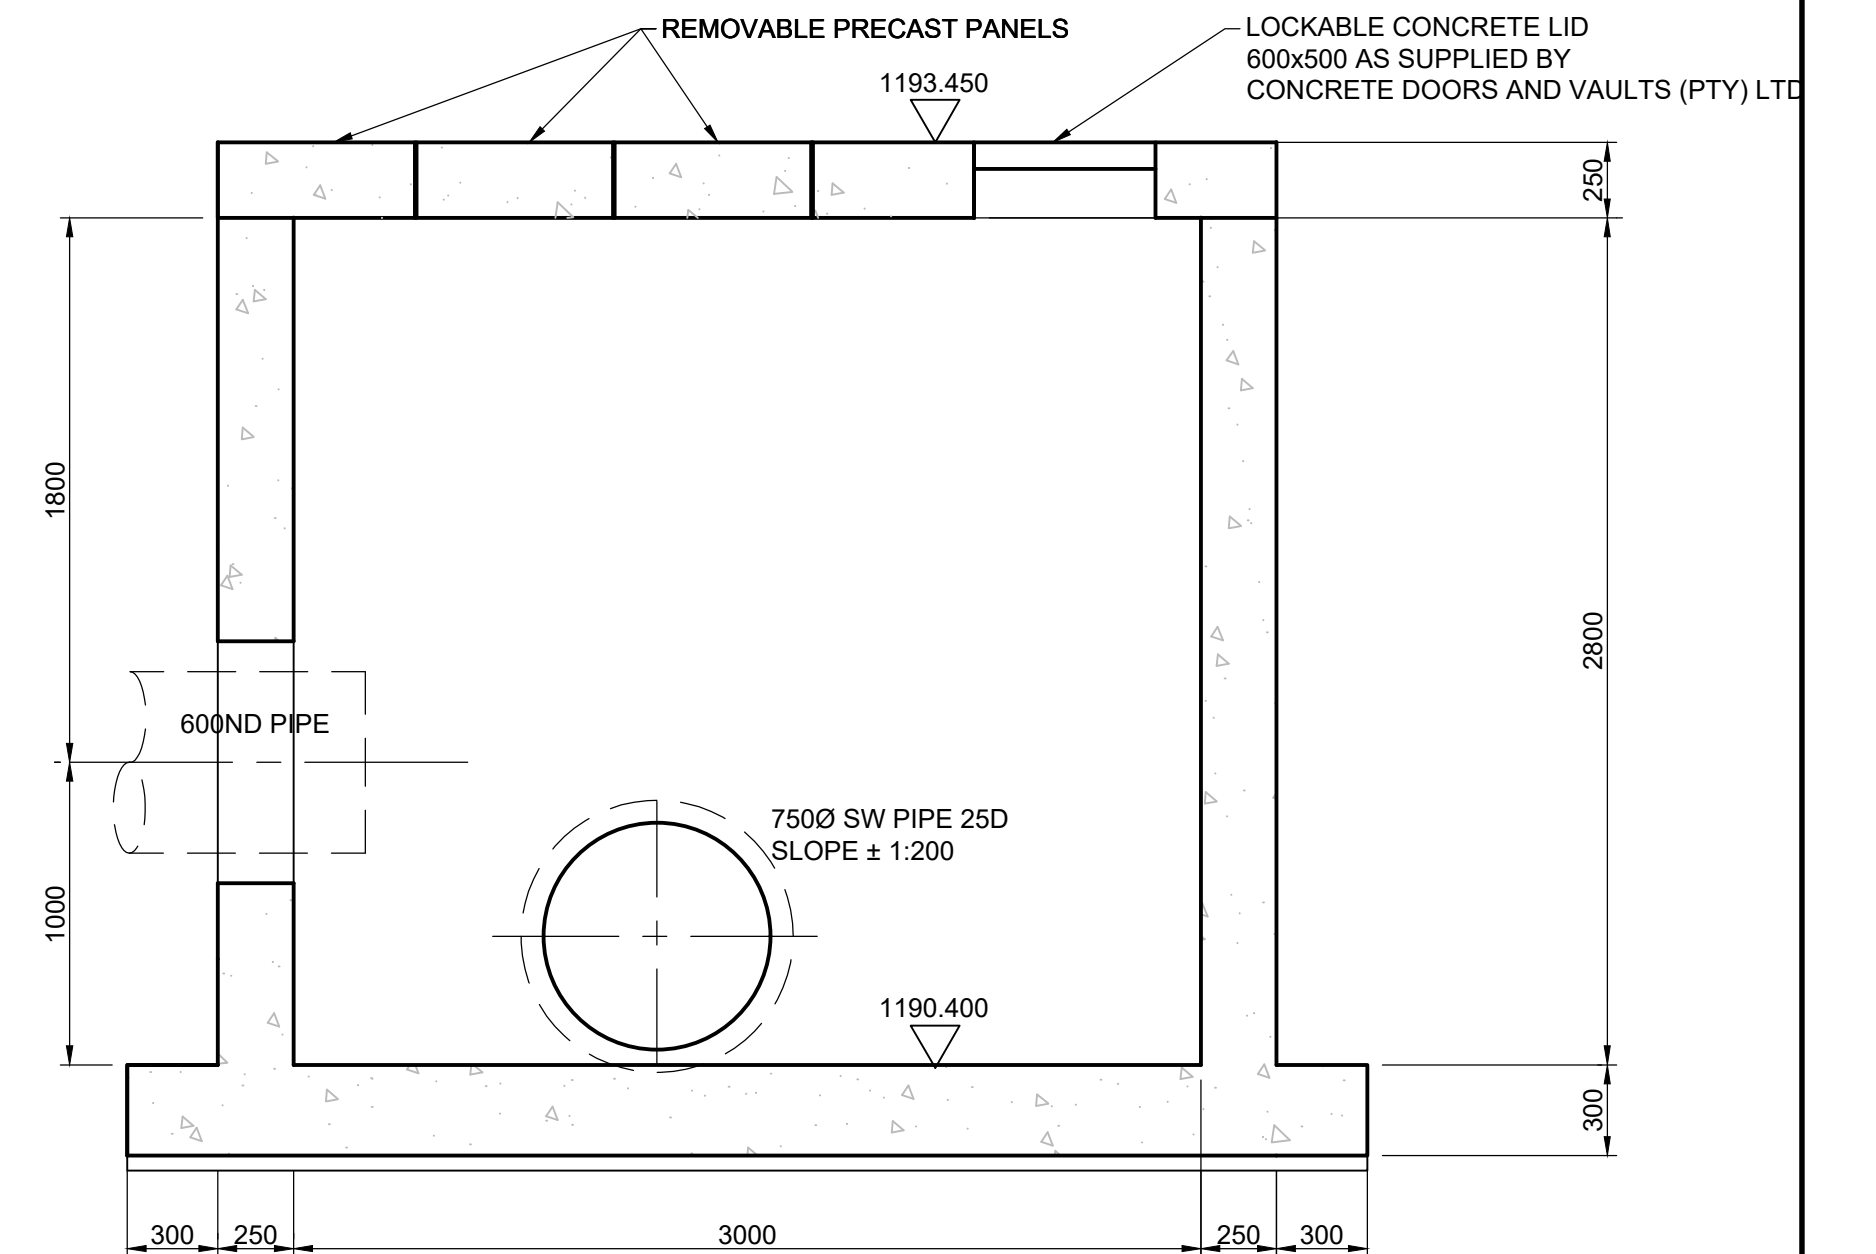 REMOVABLE PRECAST PANELS
LOCKABLE CONCRETE LID
600x500 AS SUPPLIED BY
CONCRETE DOORS AND VAULTS (PTY) LTD
1193.450
250
1800
2800
600ND PIPE
750Ø SW PIPE 25D
SLOPE ± 1:200
1000
1190.400
300
300
250
3000
250
300